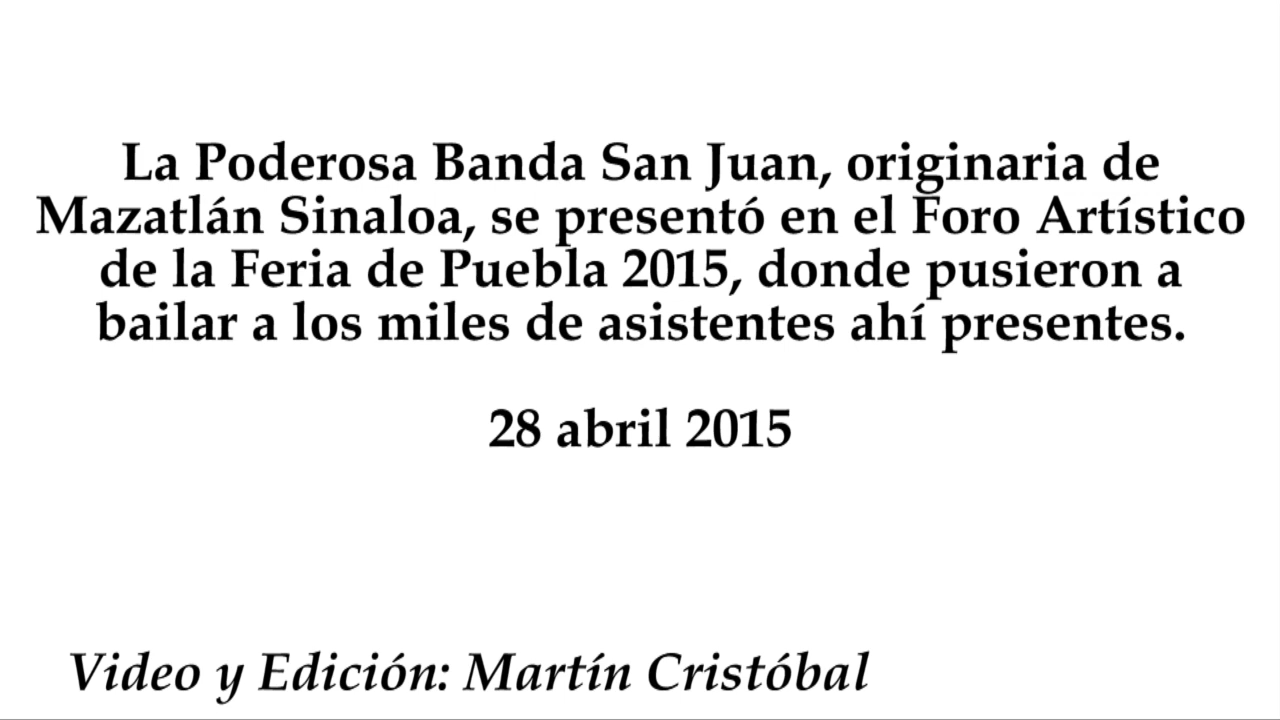 La Poderosa Banda San Juan, originaria de
Mazatlán Sinaloa, se presentó en el Foro Artístico
de la Feria de Puebla 2015, donde pusieron a
bailar a los miles de asistentes ahí presentes.
28 abril 2015
Video y Edición: Martín Cristóbal